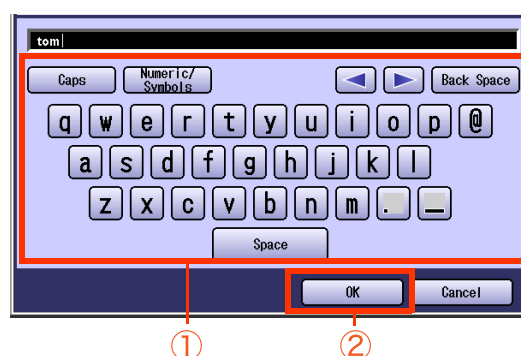 tom
Caps Numeric/ Back Space
Symbols
q w e r t y u i o p @
a s d f g h j k l
z x c v b n m . _
Space
OK Cancel
① ②